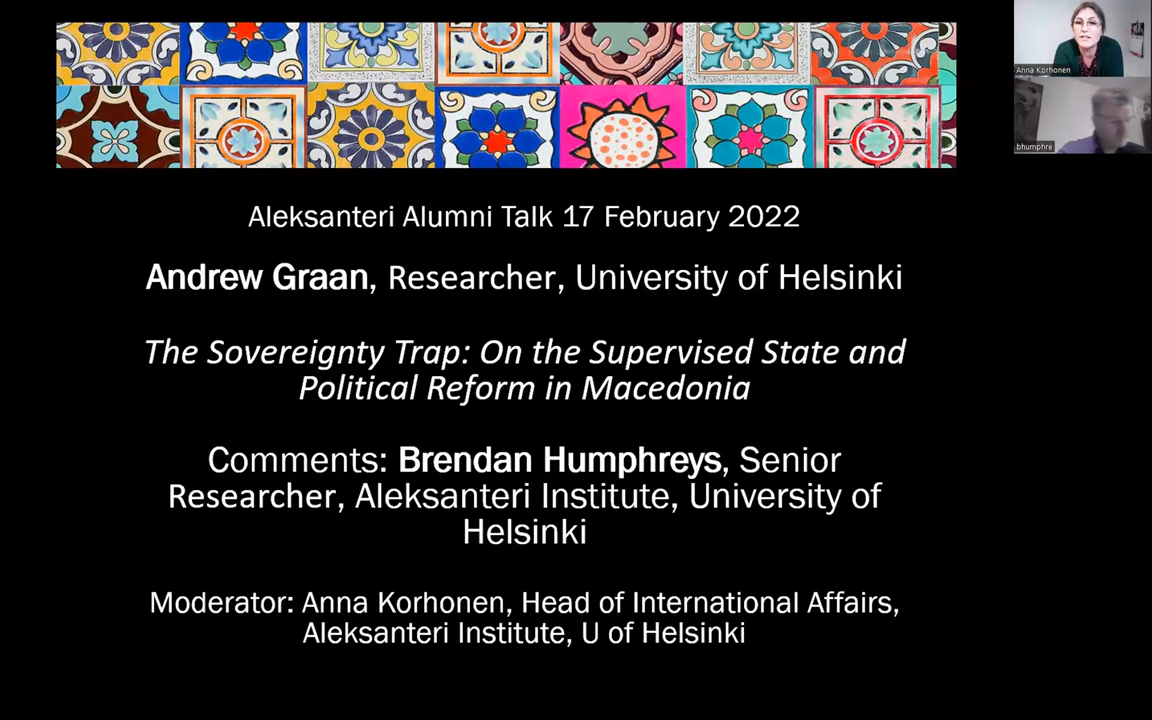 Anna Korhonen
bhumphre
Aleksanteri Alumni Talk 17 February 2022
Andrew Graan, Researcher, University of Helsinki
The Sovereignty Trap: On the Supervised State and
Political Reform in Macedonia
Comments: Brendan Humphreys, Senior
Researcher, Aleksanteri Institute, University of
Helsinki
Moderator: Anna Korhonen, Head of International Affairs,
Aleksanteri Institute, U of Helsinki